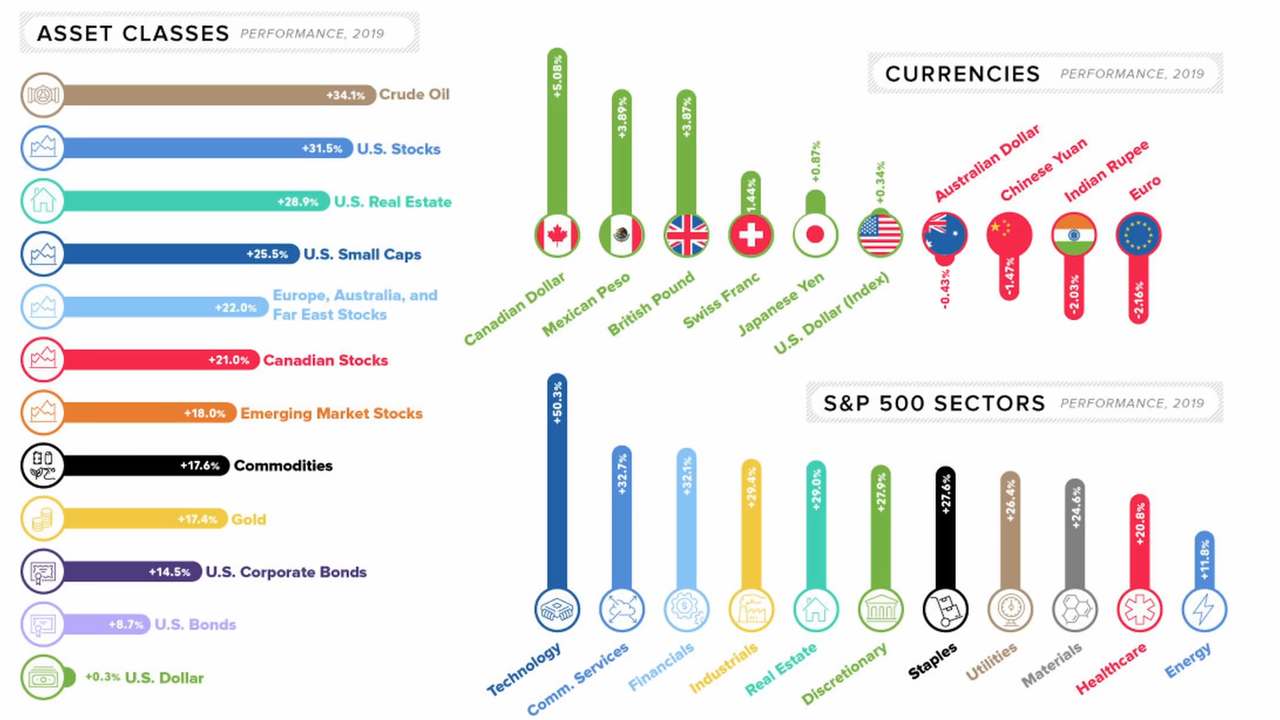 ASSET CLASSES PERFORMANCE, 2019
+34.1% Crude Oil
+31.5% U.S. Stocks
+28.9% U.S. Real Estate
+25.5% U.S. Small Caps
+22.0% Europe, Australia, and
Far East Stocks
+21.0% Canadian Stocks
+18.0% Emerging Market Stocks
+17.6% Commodities
+17.4% Gold
+14.5% U.S. Corporate Bonds
+8.7% U.S. Bonds
+0.3% U.S. Dollar
CURRENCIES PERFORMANCE, 2019
+5.08% Canadian Dollar
+3.89% Mexican Peso
+3.87% British Pound
1.44% Swiss Franc
+0.87% Japanese Yen
+0.34% U.S. Dollar (Index)
Australian Dollar -0.43%
Chinese Yuan -1.47%
Indian Rupee -2.03%
Euro -2.16%
S&P 500 SECTORS PERFORMANCE, 2019
+50.3% Technology
+32.7% Comm. Services
+32.1% Financials
+29.4% Industrials
+29.0% Real Estate
+27.9% Discretionary
+27.6% Staples
+26.4% Utilities
+24.6% Materials
+20.8% Healthcare
+11.8% Energy